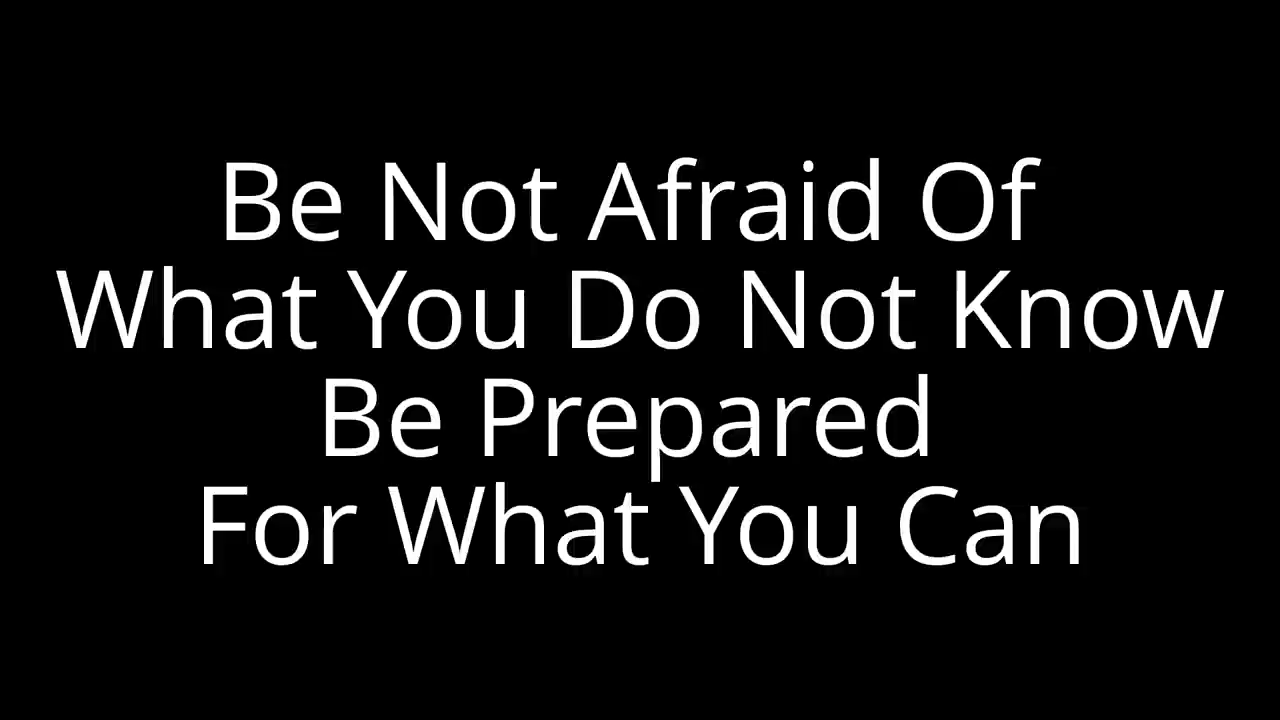 Be Not Afraid Of
What You Do Not Know
Be Prepared
For What You Can